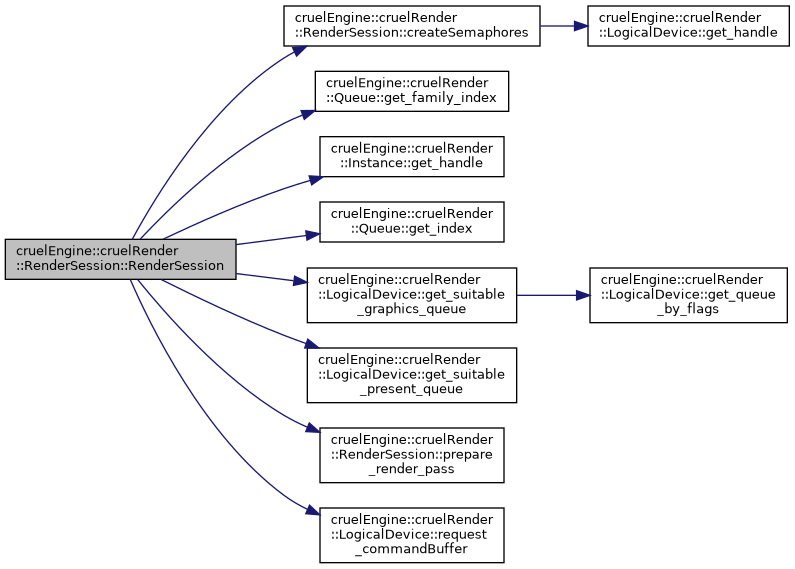 cruelEngine::cruelRender
::RenderSession::RenderSession
cruelEngine::cruelRender
::RenderSession::createSemaphores
cruelEngine::cruelRender
::LogicalDevice::get_handle
cruelEngine::cruelRender
::Queue::get_family_index
cruelEngine::cruelRender
::Instance::get_handle
cruelEngine::cruelRender
::Queue::get_index
cruelEngine::cruelRender
::LogicalDevice::get_suitable
_graphics_queue
cruelEngine::cruelRender
::LogicalDevice::get_queue
_by_flags
cruelEngine::cruelRender
::LogicalDevice::get_suitable
_present_queue
cruelEngine::cruelRender
::RenderSession::prepare
_render_pass
cruelEngine::cruelRender
::LogicalDevice::request
_commandBuffer